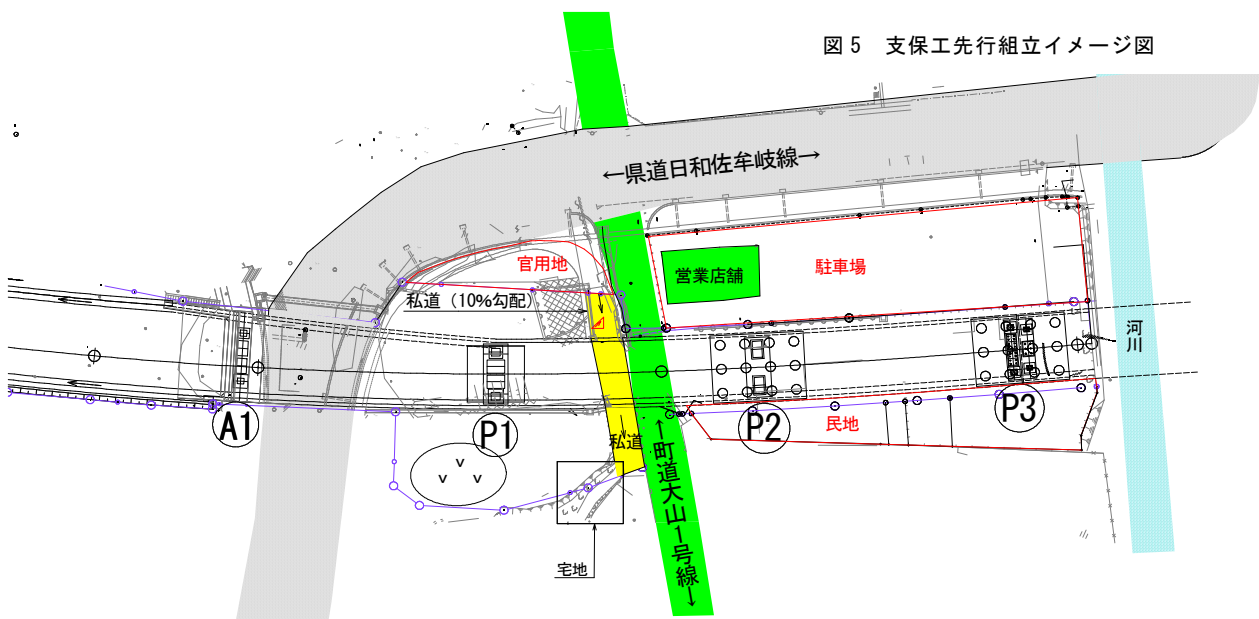 図5 支保工先行組立イメージ図
←県道日和佐牟岐線→
官用地
営業店舗
駐車場
私道（10%勾配）
河川
A1
P1
P2
P3
私道
民地
←町道大山1号線→
v
v v
宅地